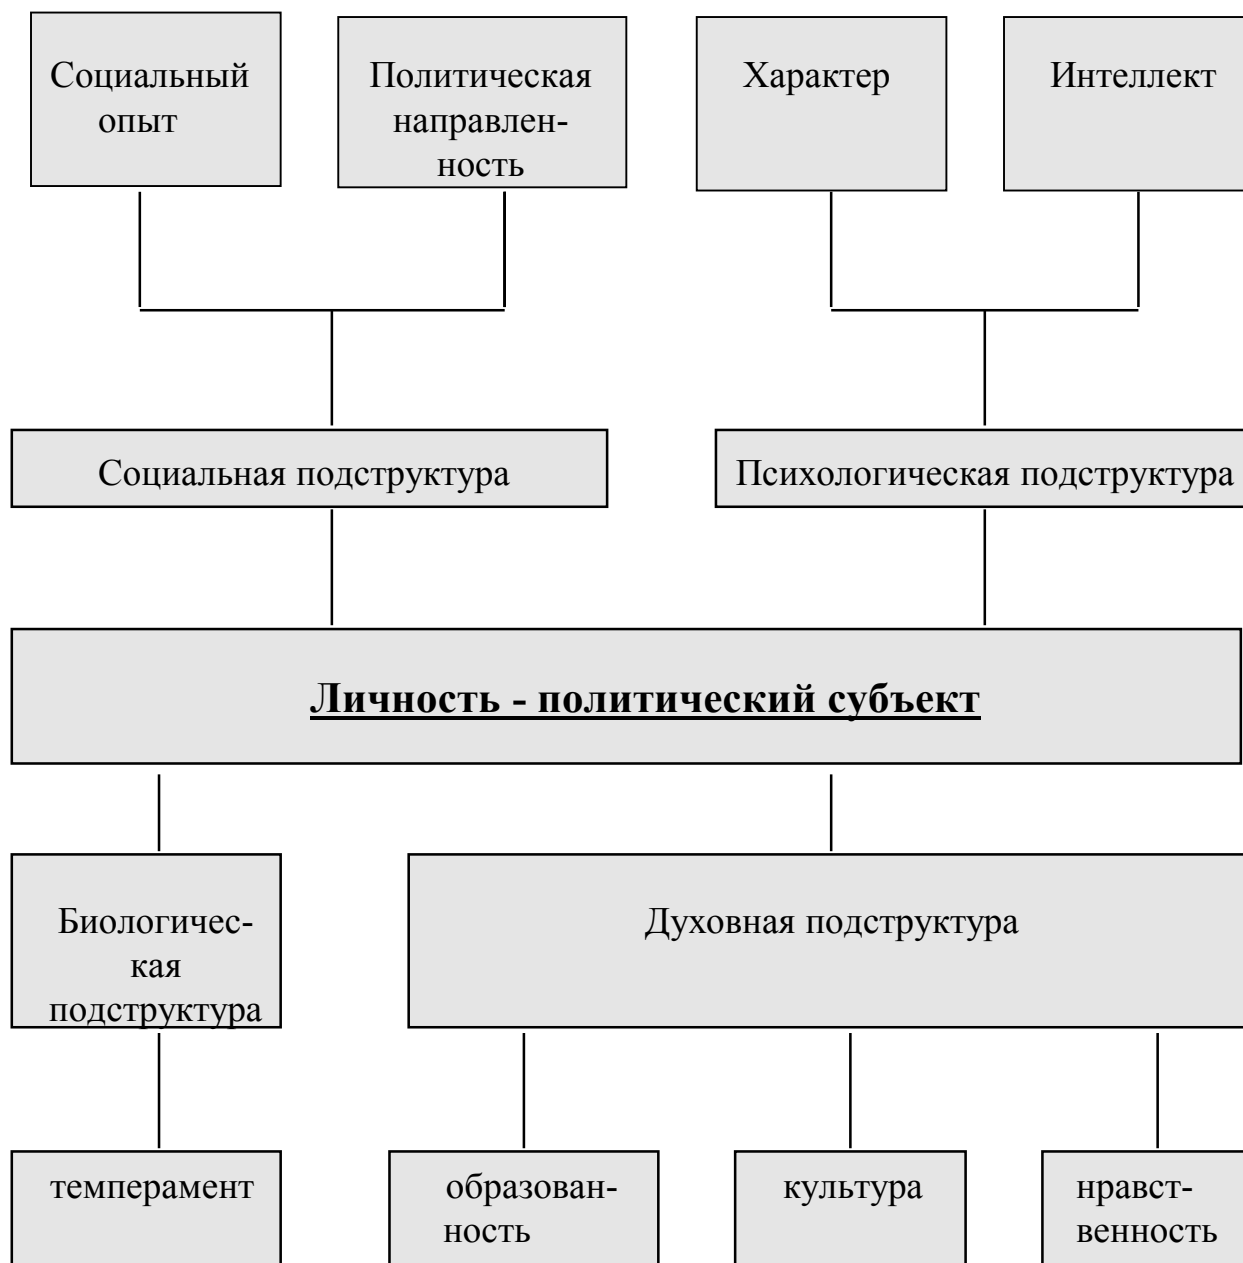 Социальный
опыт
Политическая
направлен-
ность
Характер
Интеллект
Социальная подструктура
Психологическая подструктура
Личность - политический субъект
Биологичес-
кая
подструктура
Духовная подструктура
темперамент
образован-
ность
культура
нравст-
венность